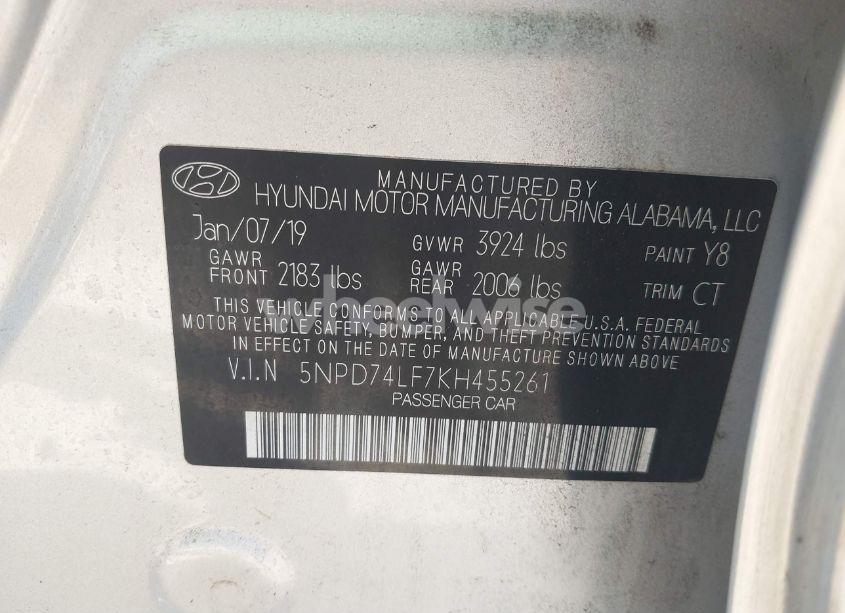 MANUFACTURED BY
HYUNDAI MOTOR MANUFACTURING ALABAMA, LLC
Jan/07/19 GVWR 3924 lbs PAINT Y8
GAWR FRONT 2183 lbs GAWR REAR 2006 lbs TRIM CT
THIS VEHICLE CONFORMS TO ALL APPLICABLE U.S.A. FEDERAL
MOTOR VEHICLE SAFETY, BUMPER, AND THEFT PREVENTION STANDARDS
IN EFFECT ON THE DATE OF MANUFACTURE SHOWN ABOVE.
V.I.N 5NPD74LF7KH455261
PASSENGER CAR
wheelwise